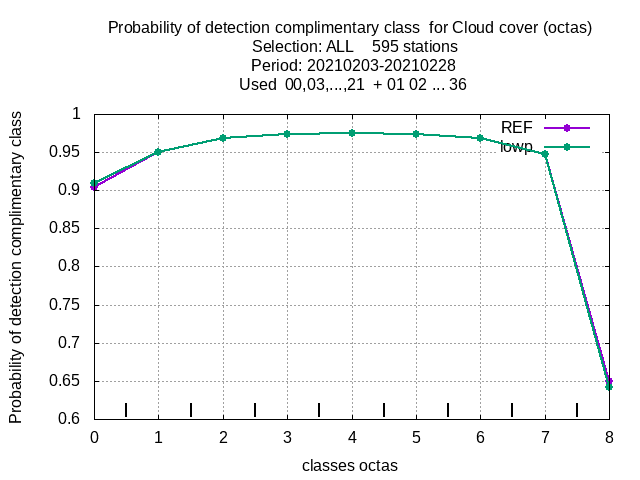 Probability of detection complimentary class  for Cloud cover (octas)
Selection: ALL    595 stations
Period: 20210203-20210228
Used  00,03,...,21  + 01 02 ... 36
Probability of detection complimentary class
1
0.95
0.9
0.85
0.8
0.75
0.7
0.65
0.6
REF
lowp
0 1 2 3 4 5 6 7 8
classes octas